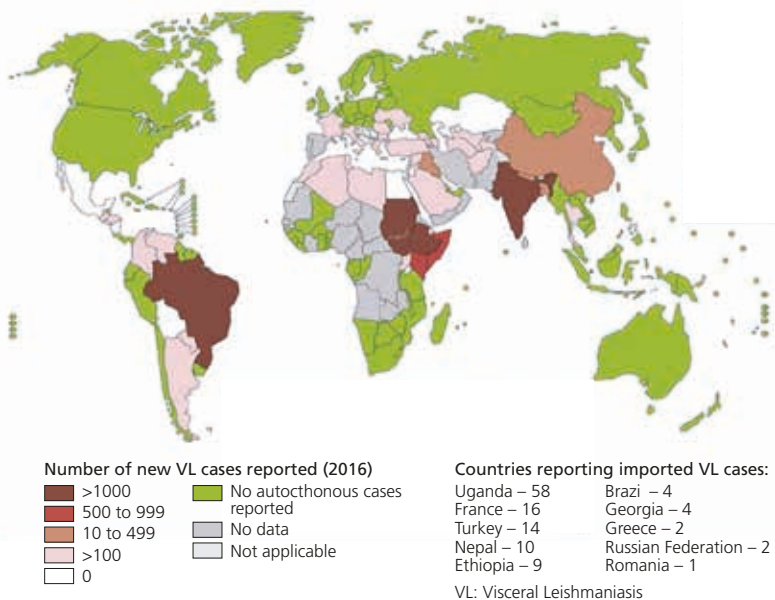 Number of new VL cases reported (2016)
>1000
500 to 999
10 to 499
>100
0
No autocthonous cases
reported
No data
Not applicable
Countries reporting imported VL cases:
Uganda – 58
France – 16
Turkey – 14
Nepal – 10
Ethiopia – 9
Brazi – 4
Georgia – 4
Greece – 2
Russian Federation – 2
Romania – 1
VL: Visceral Leishmaniasis